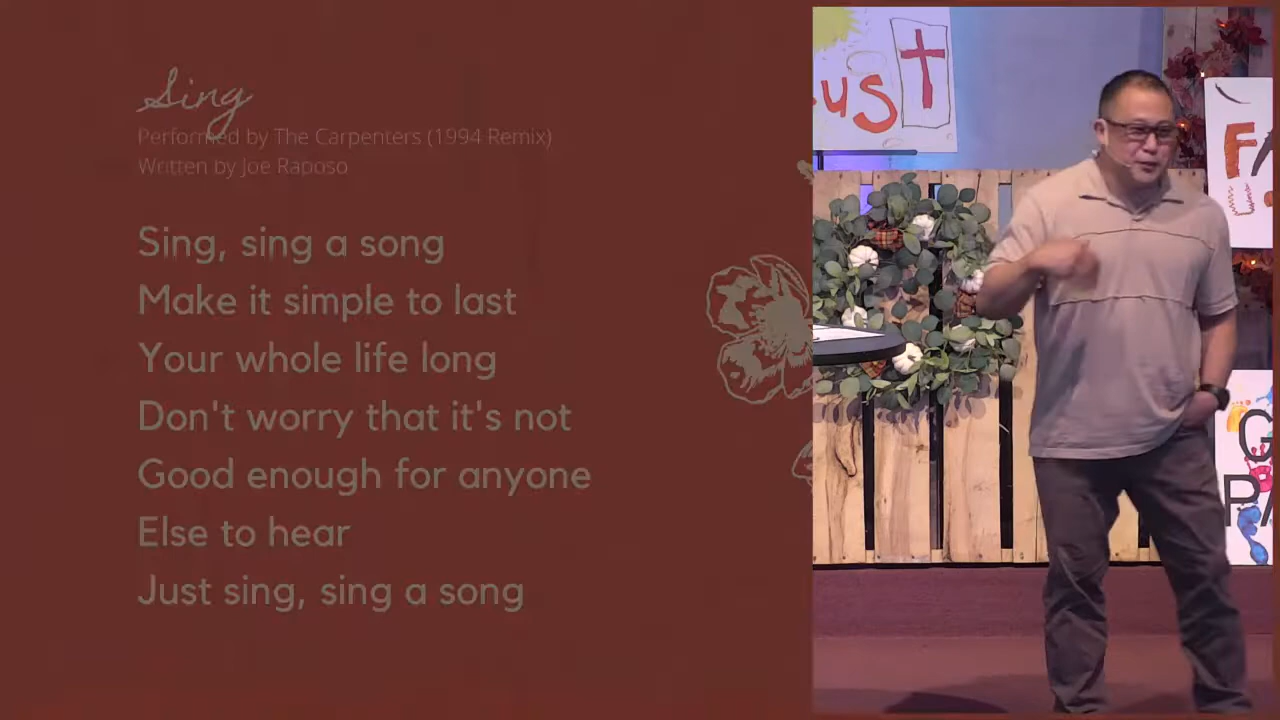 Sing
Performed by The Carpenters (1994 Remix)
Written by Joe Raposo
Sing, sing a song
Make it simple to last
Your whole life long
Don't worry that it's not
Good enough for anyone
Else to hear
Just sing, sing a song
us